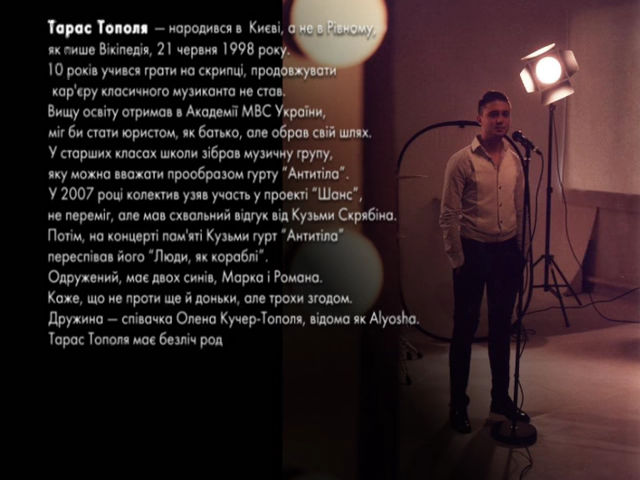 Тарас Тополя — народився в Києві, а не в Рівному,
як пише Вікіпедія, 21 червня 1998 року.
10 років учився грати на скрипці, продовжувати
кар'єру класичного музиканта не став.
Вищу освіту отримав в Академії МВС України,
міг би стати юристом, як батько, але обрав свій шлях.
У старших класах школи зібрав музичну групу,
яку можна вважати прообразом гурту "Антитіла".
У 2007 році колектив узяв участь у проекті "Шанс",
не переміг, але мав схвальний відгук від Кузьми Скрябіна.
Потім, на концерті пам'яті Кузьми гурт "Антитіла"
переспівав його "Люди, як кораблі".
Одружений, має двох синів, Марка і Романа.
Каже, що не проти ще й доньки, але трохи згодом.
Дружина — співачка Олена Кучер-Тополя, відома як Alyosha.
Тарас Тополя має безліч род